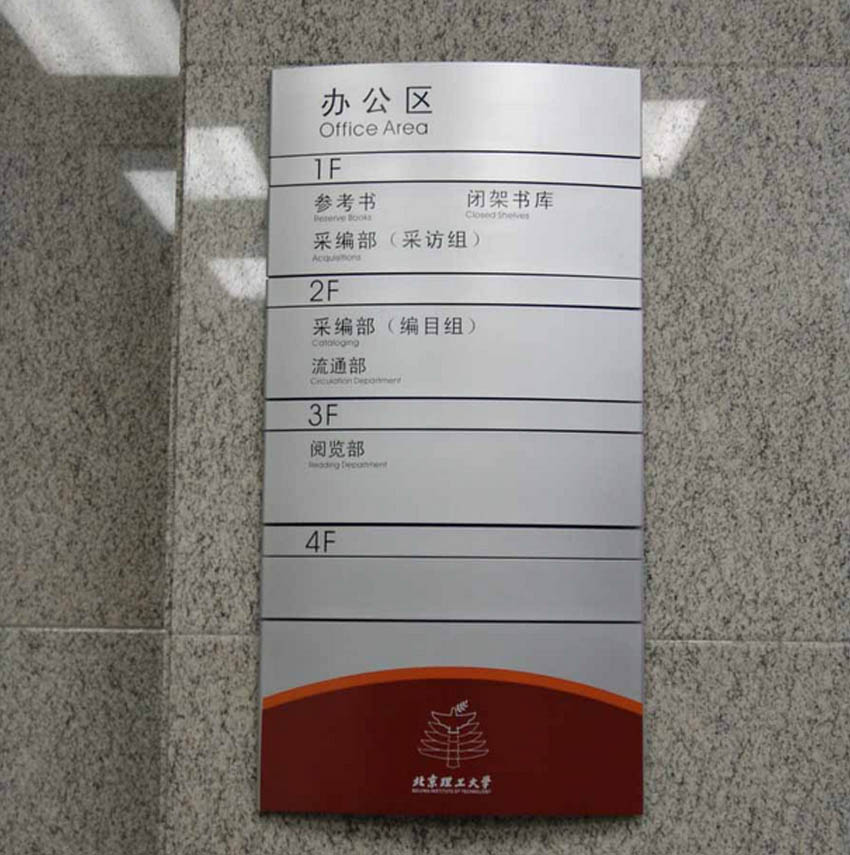 办公区
Office Area
1F
参考书 闭架书库
Reserve Books Closed Shelves
采编部（采访组）
Acquisitions
2F
采编部（编目组）
Cataloging
流通部
Circulation Department
3F
阅览部
Reading Department
4F
北京理工大学
BEIJING INSTITUTE OF TECHNOLOGY